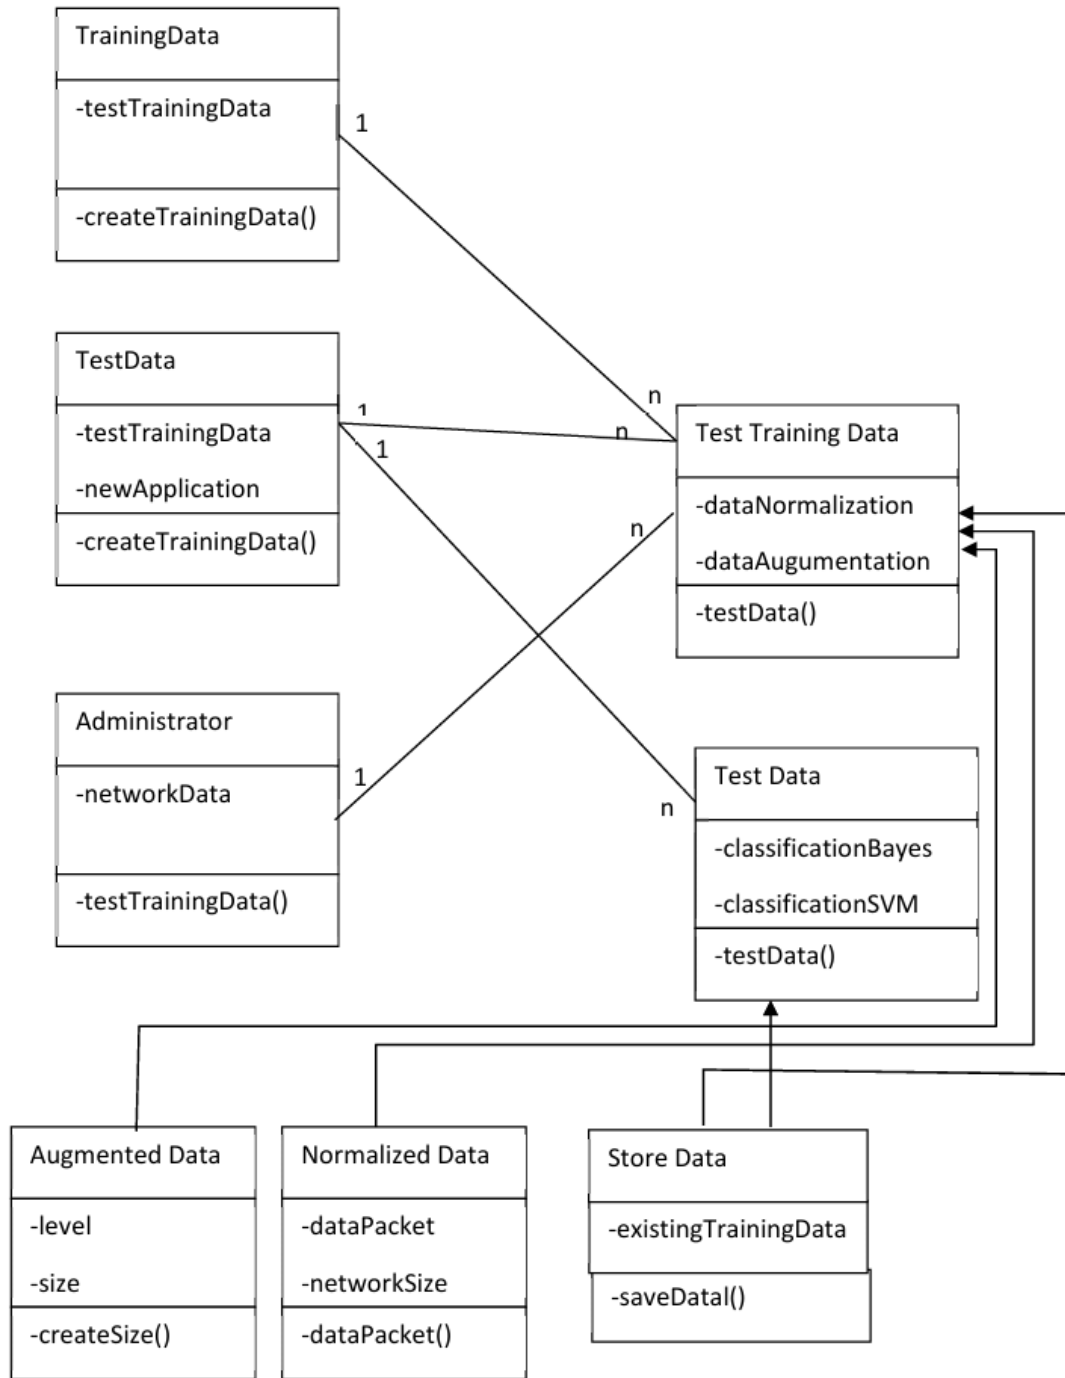 TrainingData
-testTrainingData
-createTrainingData()
1
TestData
-testTrainingData
-newApplication
-createTrainingData()
1
1
n
n
Test Training Data
-dataNormalization
-dataAugumentation
-testData()
n
Administrator
-networkData
-testTrainingData()
1
n
Test Data
-classificationBayes
-classificationSVM
-testData()
Augmented Data
-level
-size
-createSize()
Normalized Data
-dataPacket
-networkSize
-dataPacket()
Store Data
-existingTrainingData
-saveDatal()